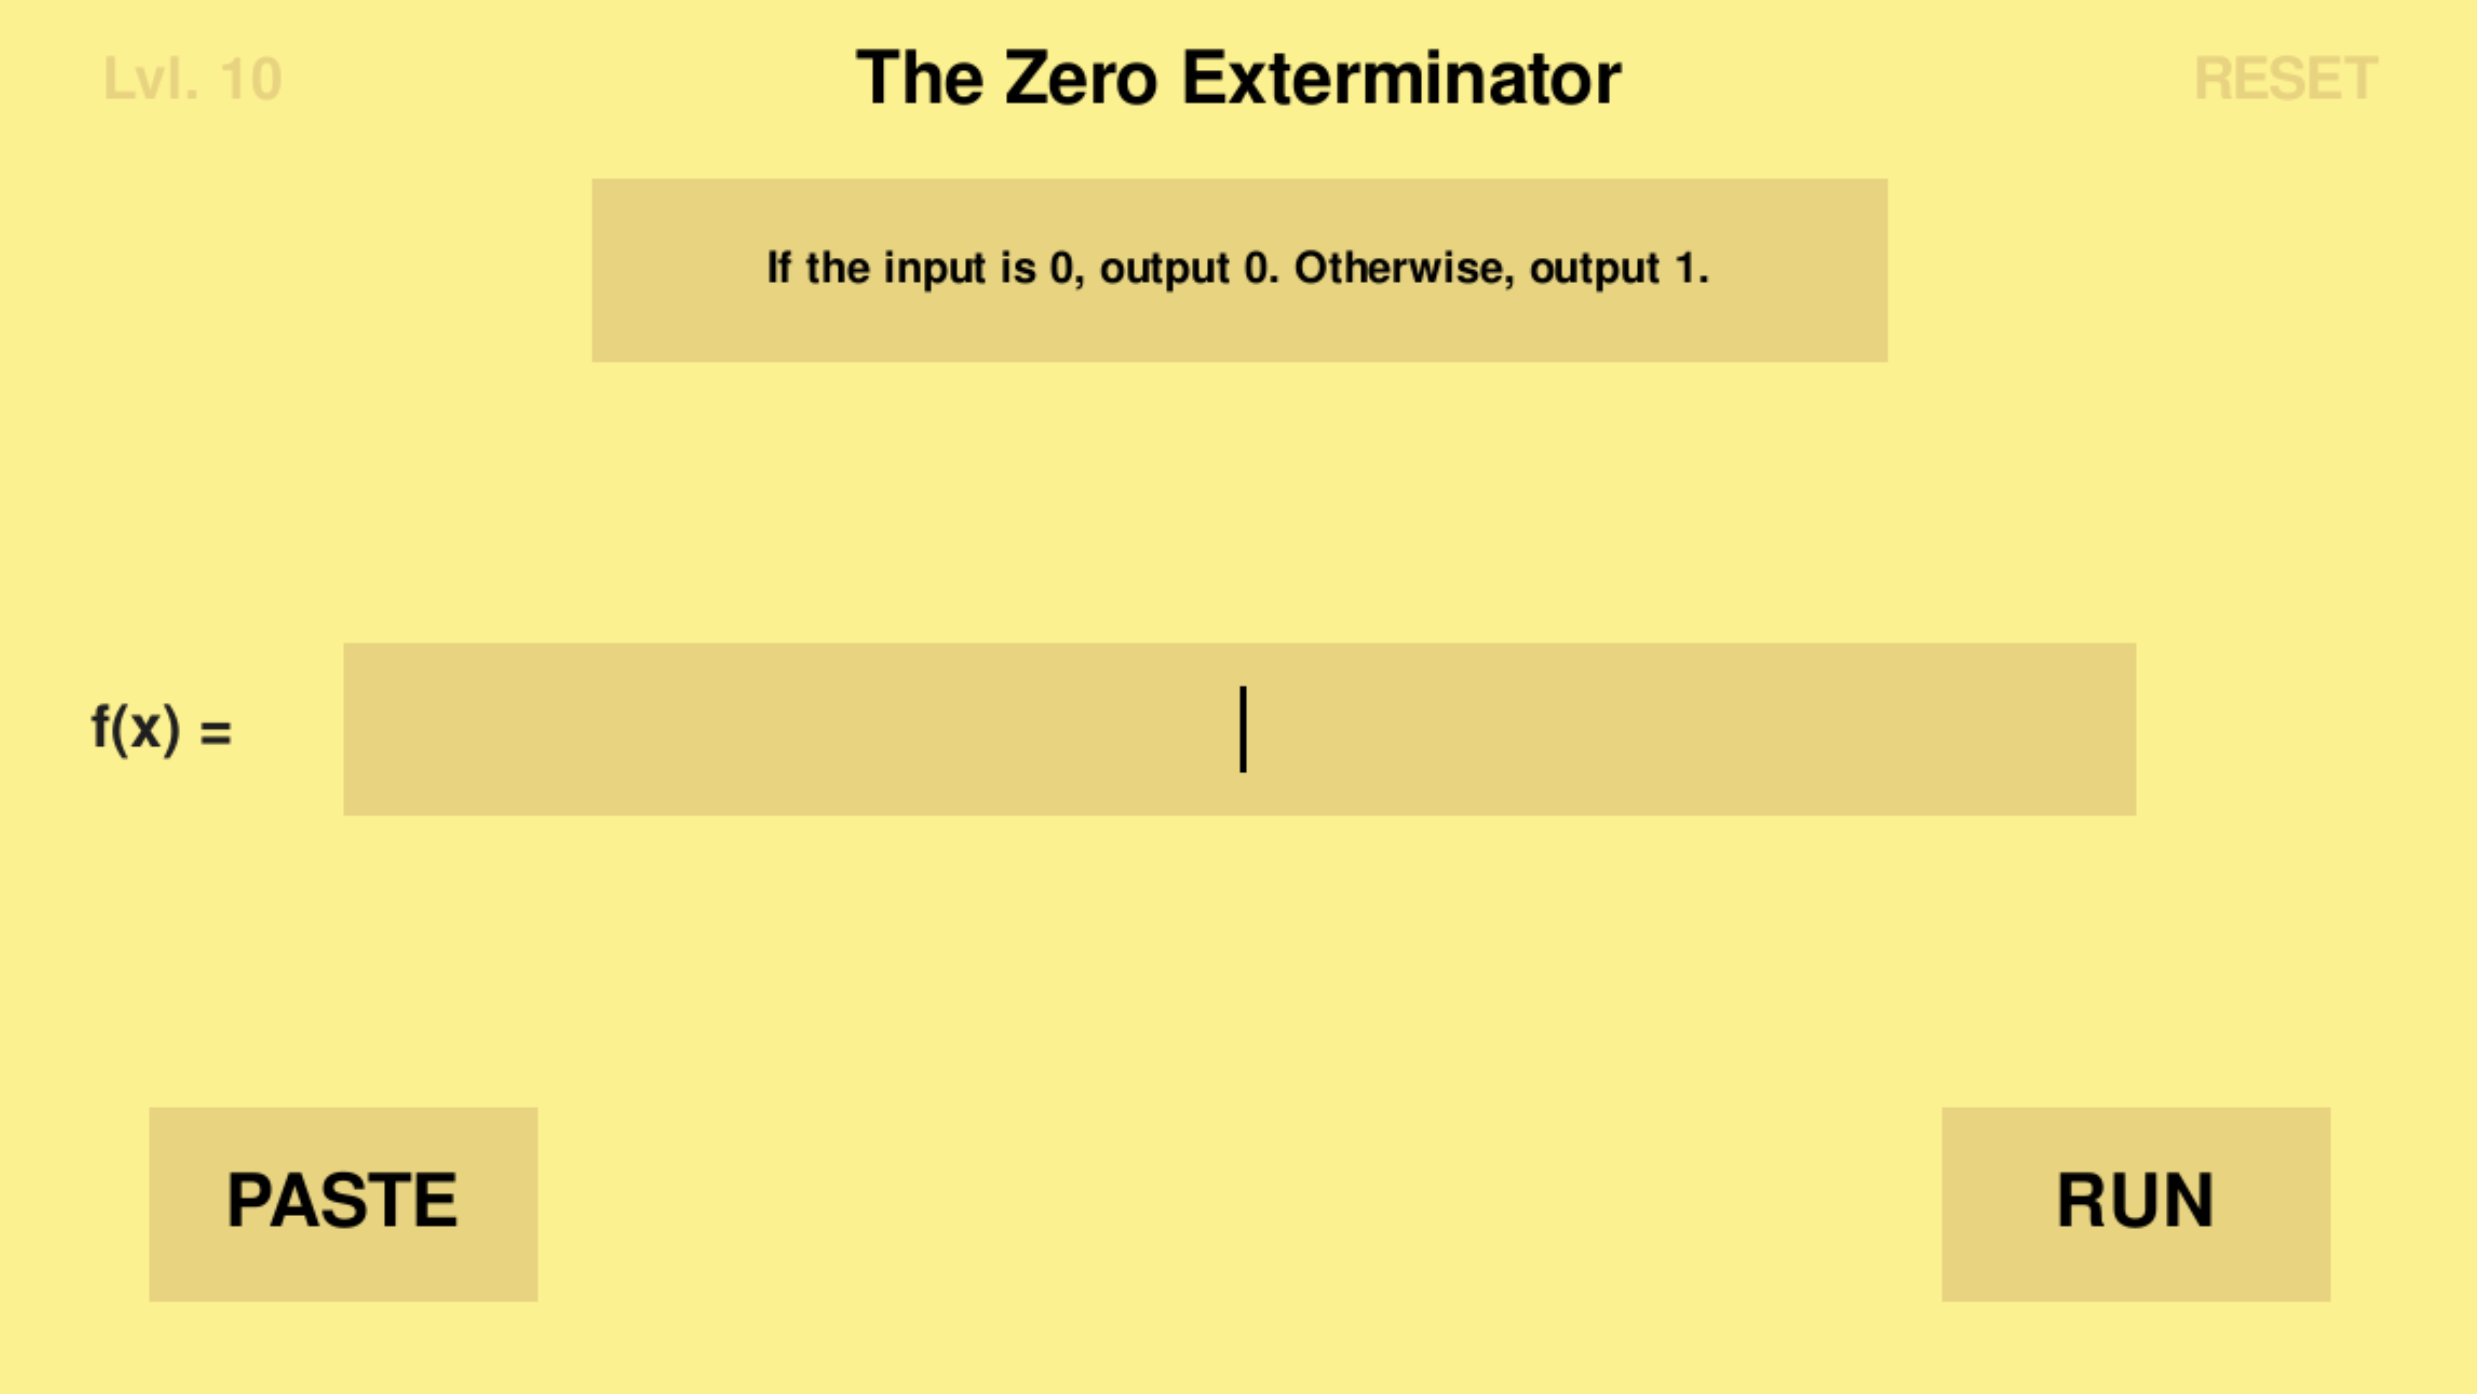 Lvl. 10
The Zero Exterminator
RESET
If the input is 0, output 0. Otherwise, output 1.
f(x) =
PASTE
RUN